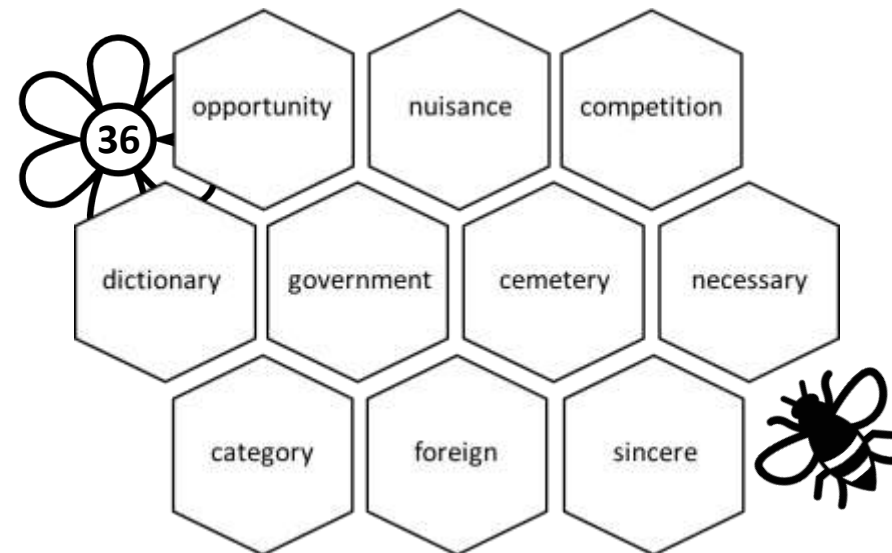 36
opportunity nuisance competition
dictionary government cemetery necessary
category foreign sincere